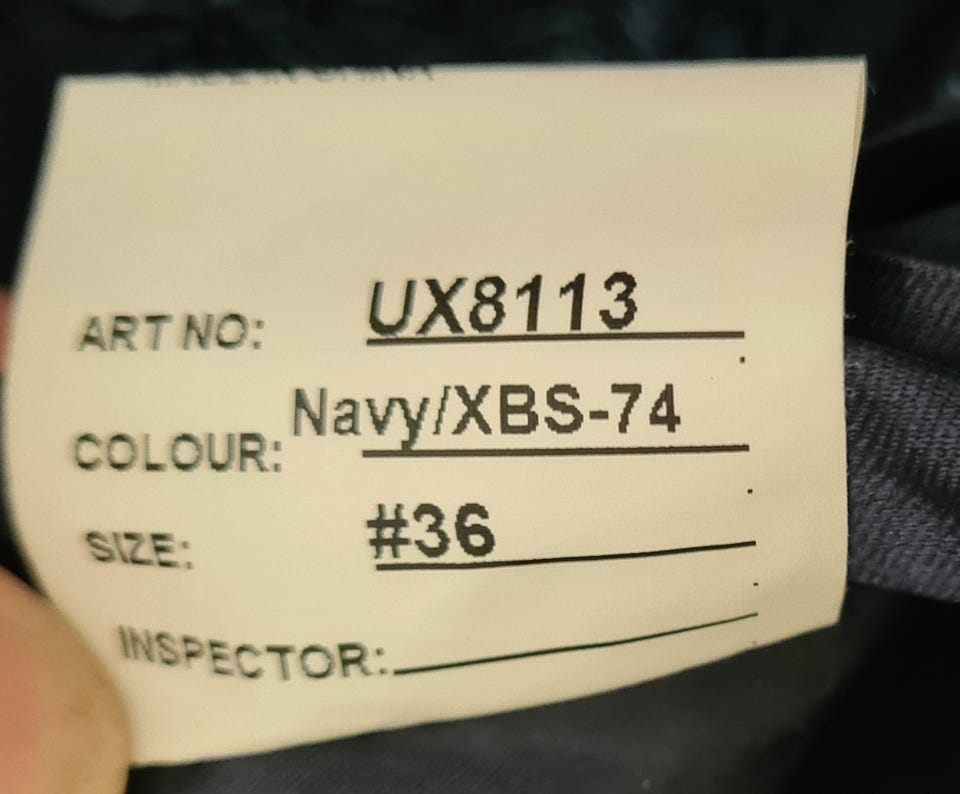 ART NO: UX8113
COLOUR: Navy/XBS-74
SIZE: #36
INSPECTOR: